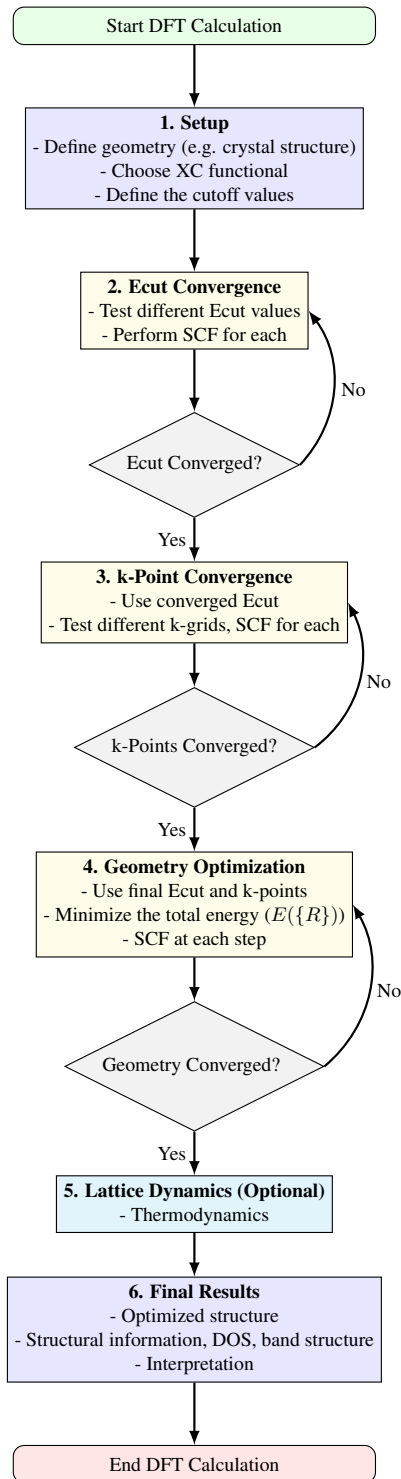 Start DFT Calculation
1. Setup
- Define geometry (e.g. crystal structure)
- Choose XC functional
- Define the cutoff values
2. Ecut Convergence
- Test different Ecut values
- Perform SCF for each
No
Ecut Converged?
Yes
3. k-Point Convergence
- Use converged Ecut
- Test different k-grids, SCF for each
No
k-Points Converged?
Yes
4. Geometry Optimization
- Use final Ecut and k-points
- Minimize the total energy (E({R}))
- SCF at each step
No
Geometry Converged?
Yes
5. Lattice Dynamics (Optional)
- Thermodynamics
6. Final Results
- Optimized structure
- Structural information, DOS, band structure
- Interpretation
End DFT Calculation